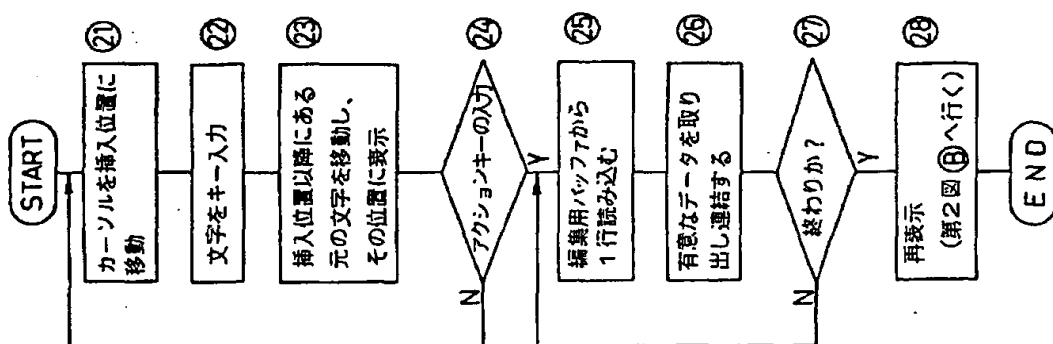 START
㉑
カーソルを挿入位置に
移動
㉒
文字をキー入力
㉓
挿入位置以降にある
元の文字を移動し、
その位置に表示
㉔
アクションキーの入力
N
Y
㉕
編集用バッファから
1行読み込む
㉖
有意なデータを取り
出し連結する
㉗
終わりか?
Y
㉘
再表示
(第2図Ⓑへ行く)
END